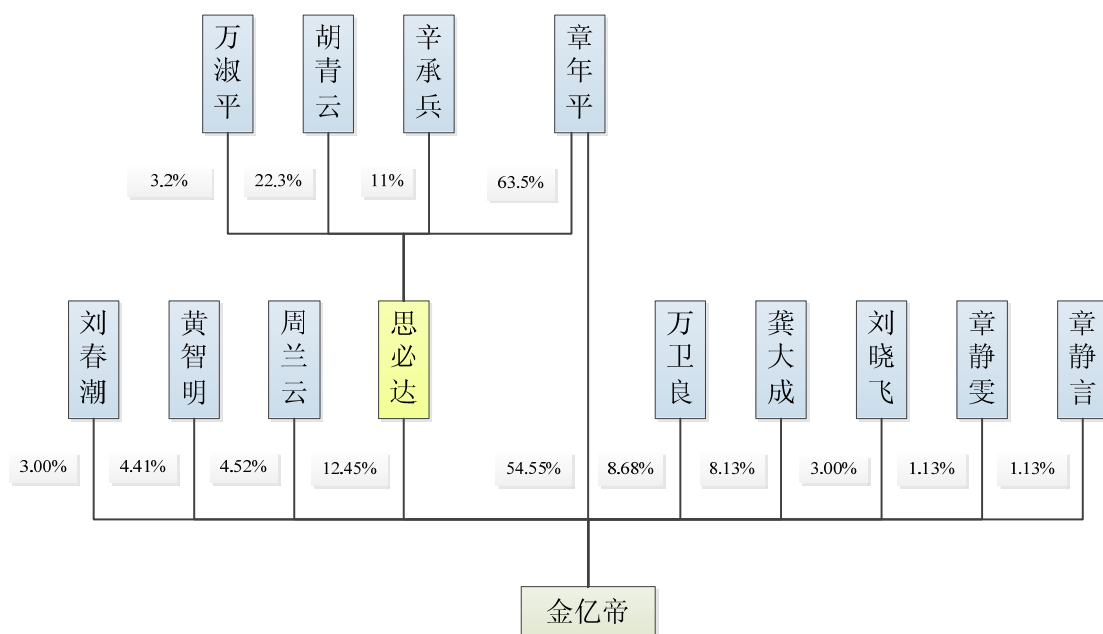 万淑平
胡青云
辛承兵
章年平
3.2%
22.3%
11%
63.5%
刘春潮
黄智明
周兰云
思必达
万卫良
龚大成
刘晓飞
章静雯
章静言
3.00%
4.41%
4.52%
12.45%
54.55%
8.68%
8.13%
3.00%
1.13%
1.13%
金亿帝